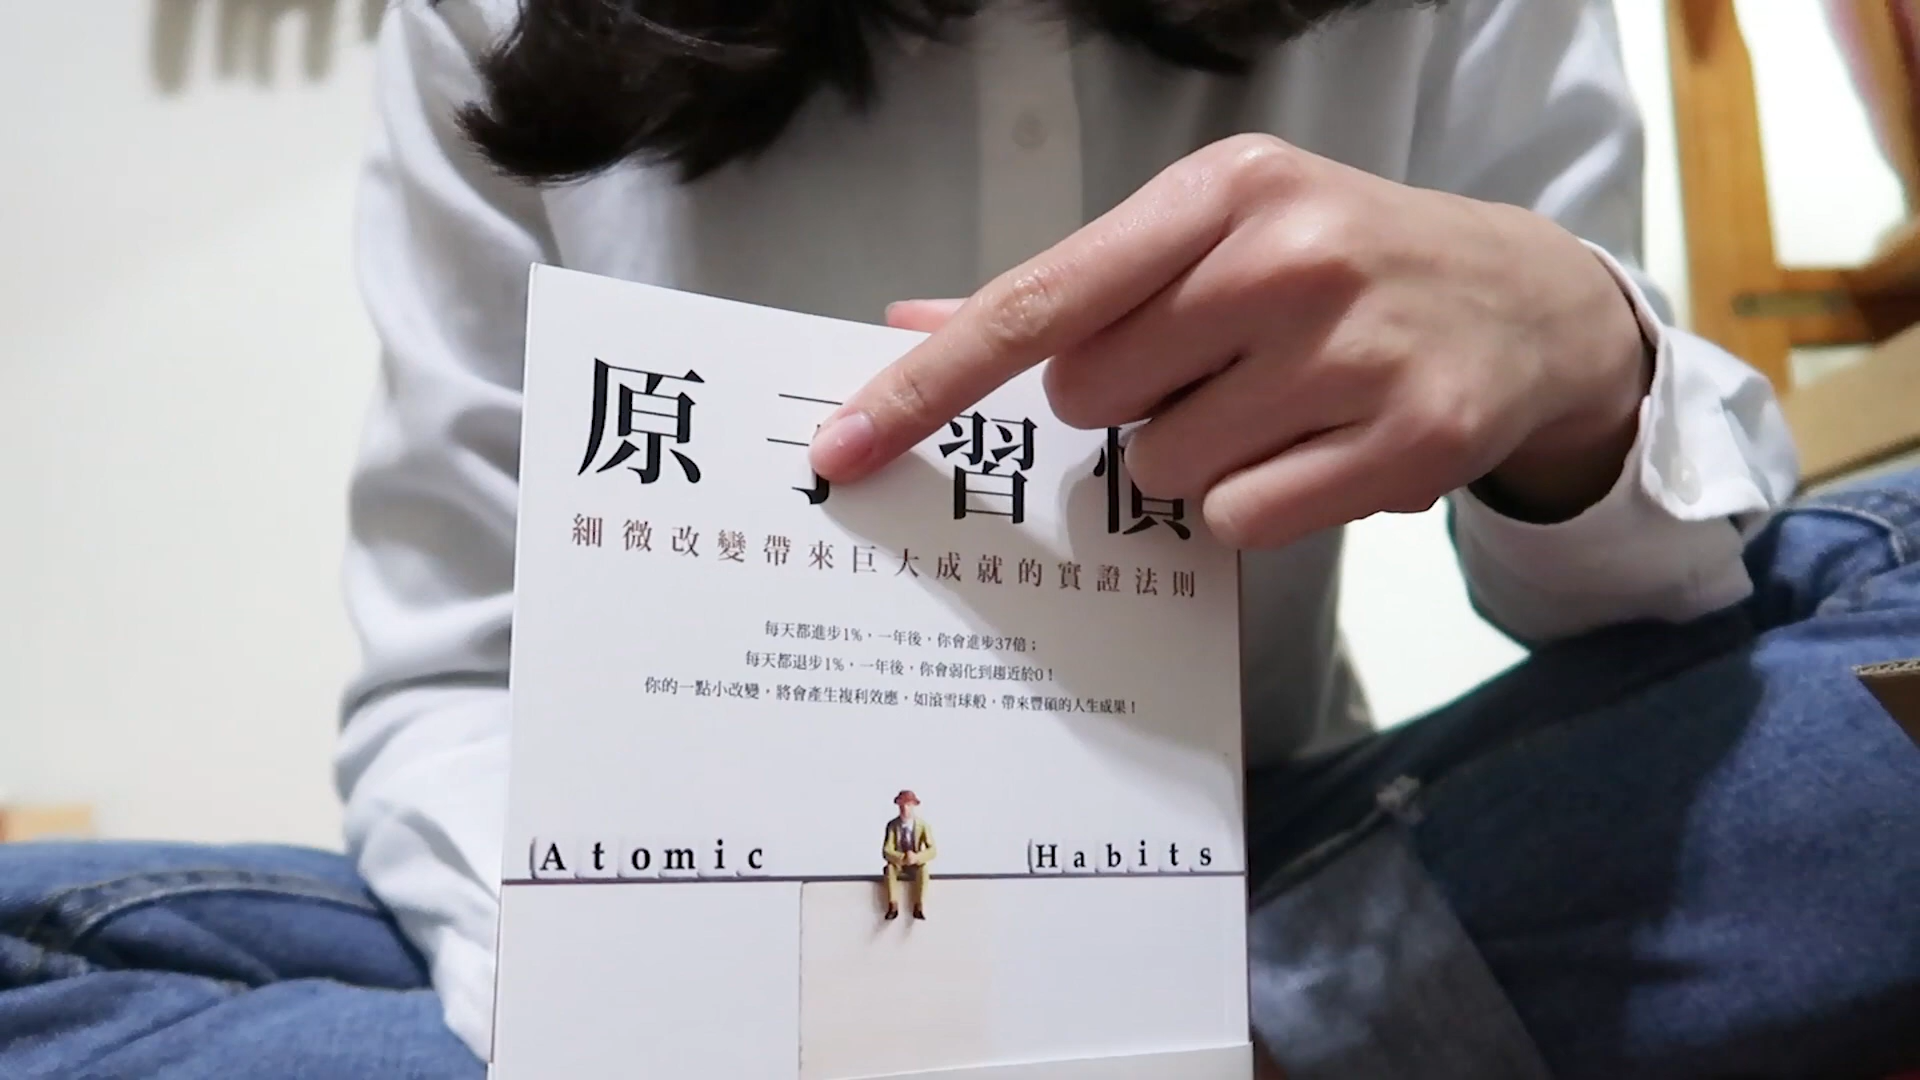 原子習慣
細微改變帶來巨大成就的實證法則
每天都進步1%，一年後，你會進步37倍；
每天都退步1%，一年後，你會弱化到趨近於0！
你的一點小改變，將會產生複利效應，如滾雪球般，帶來豐碩的人生成果！
Atomic Habits